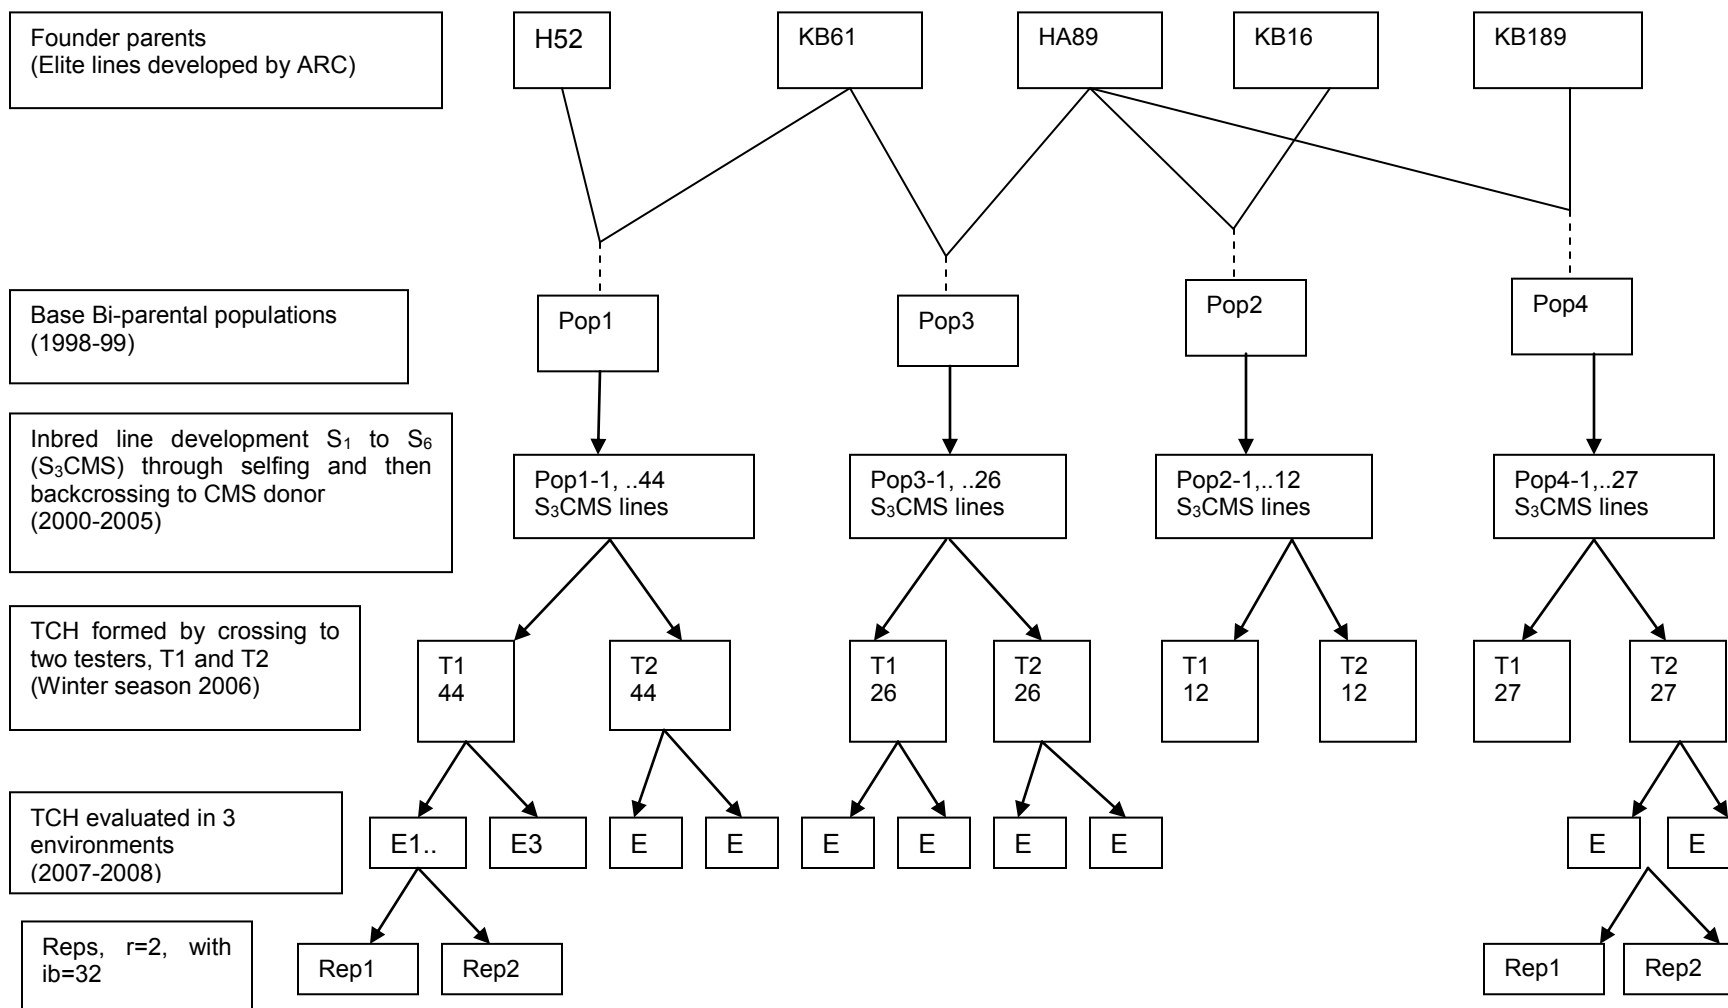 Founder parents
(Elite lines developed by ARC)
H52
KB61
HA89
KB16
KB189
Base Bi-parental populations
(1998-99)
Pop1
Pop3
Pop2
Pop4
Inbred line development S₁ to S₆
(S₃CMS) through selfing and then
backcrossing to CMS donor
(2000-2005)
Pop1-1, ..44
S₃CMS lines
Pop3-1, ..26
S₃CMS lines
Pop2-1,..12
S₃CMS lines
Pop4-1,..27
S₃CMS lines
TCH formed by crossing to
two testers, T1 and T2
(Winter season 2006)
T1
44
T2
44
T1
26
T2
26
T1
12
T2
12
T1
27
T2
27
TCH evaluated in 3
environments
(2007-2008)
E1..
E3
E
E
E
E
E
E
E
E
Reps, r=2, with
ib=32
Rep1
Rep2
Rep1
Rep2